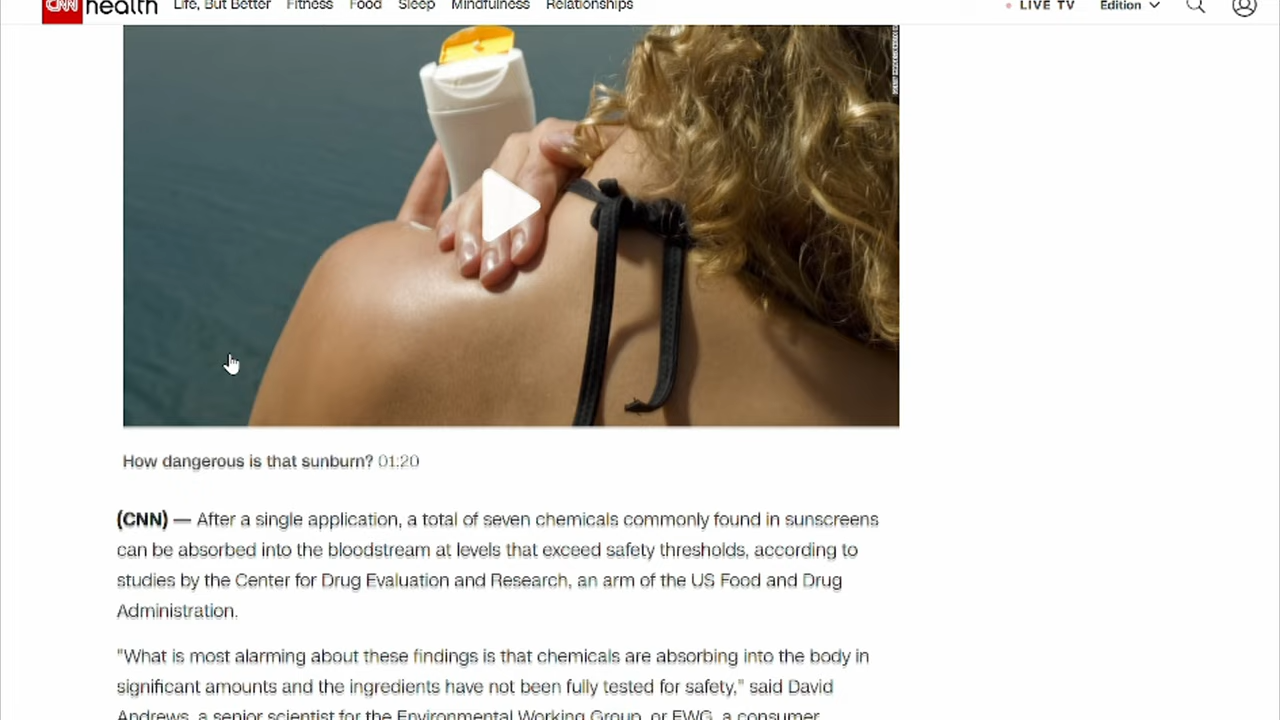 CNN health Life, But Better Fitness Food Sleep Mindfulness Relationships LIVE TV Edition
How dangerous is that sunburn? 01:20
(CNN) — After a single application, a total of seven chemicals commonly found in sunscreens
can be absorbed into the bloodstream at levels that exceed safety thresholds, according to
studies by the Center for Drug Evaluation and Research, an arm of the US Food and Drug
Administration.
"What is most alarming about these findings is that chemicals are absorbing into the body in
significant amounts and the ingredients have not been fully tested for safety," said David
Andrews, a senior scientist for the Environmental Working Group, or EWG, a consumer